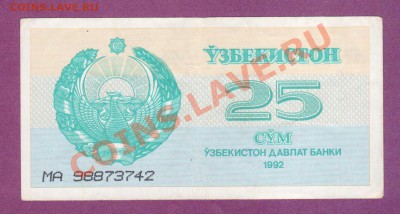 COINS.LAVE.RU
ЎЗБЕКИСТОН
25
СЎМ
ЎЗБЕКИСТОН ДАВЛАТ БАНКИ
1992
МА 98873742
COINS.LAVE.RU